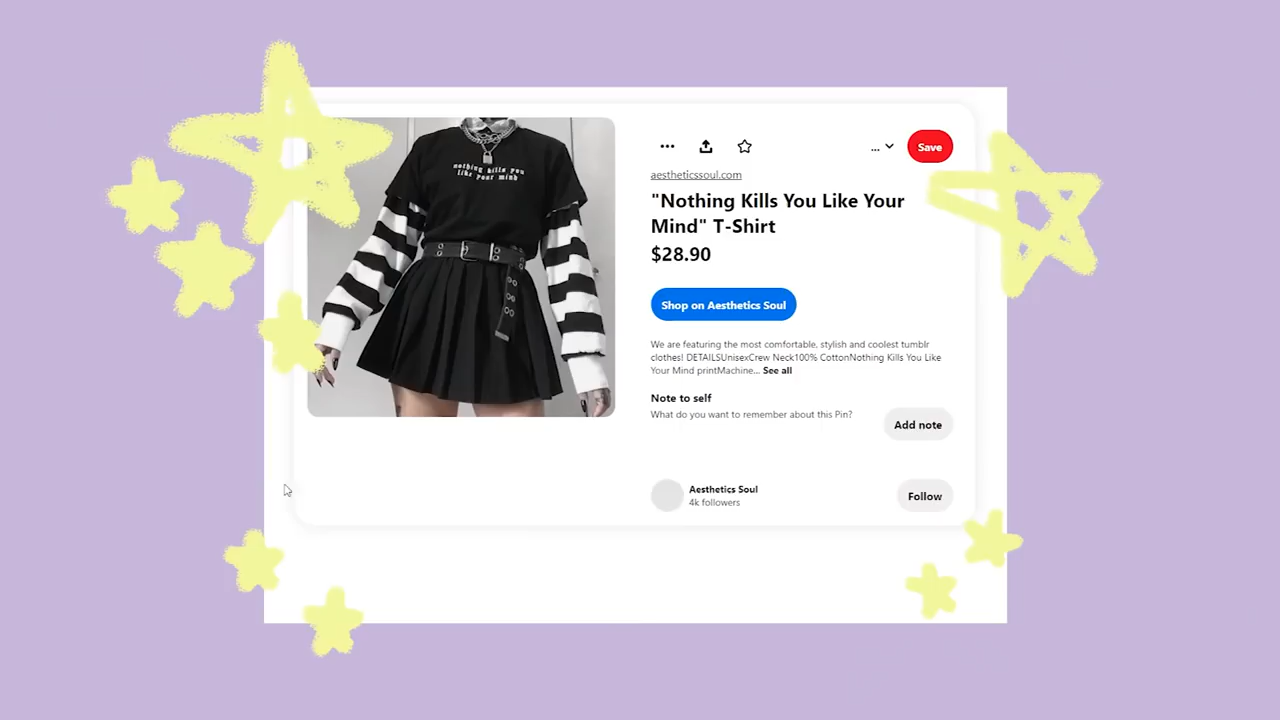 nothing kills you
like your mind
... Save
aestheticssoul.com
"Nothing Kills You Like Your
Mind" T-Shirt
$28.90
Shop on Aesthetics Soul
We are featuring the most comfortable, stylish and coolest tumblr
clothes! DETAILSUnisexCrew Neck100% CottonNothing Kills You Like
Your Mind printMachine... See all
Note to self
What do you want to remember about this Pin?
Add note
Aesthetics Soul
4k followers
Follow